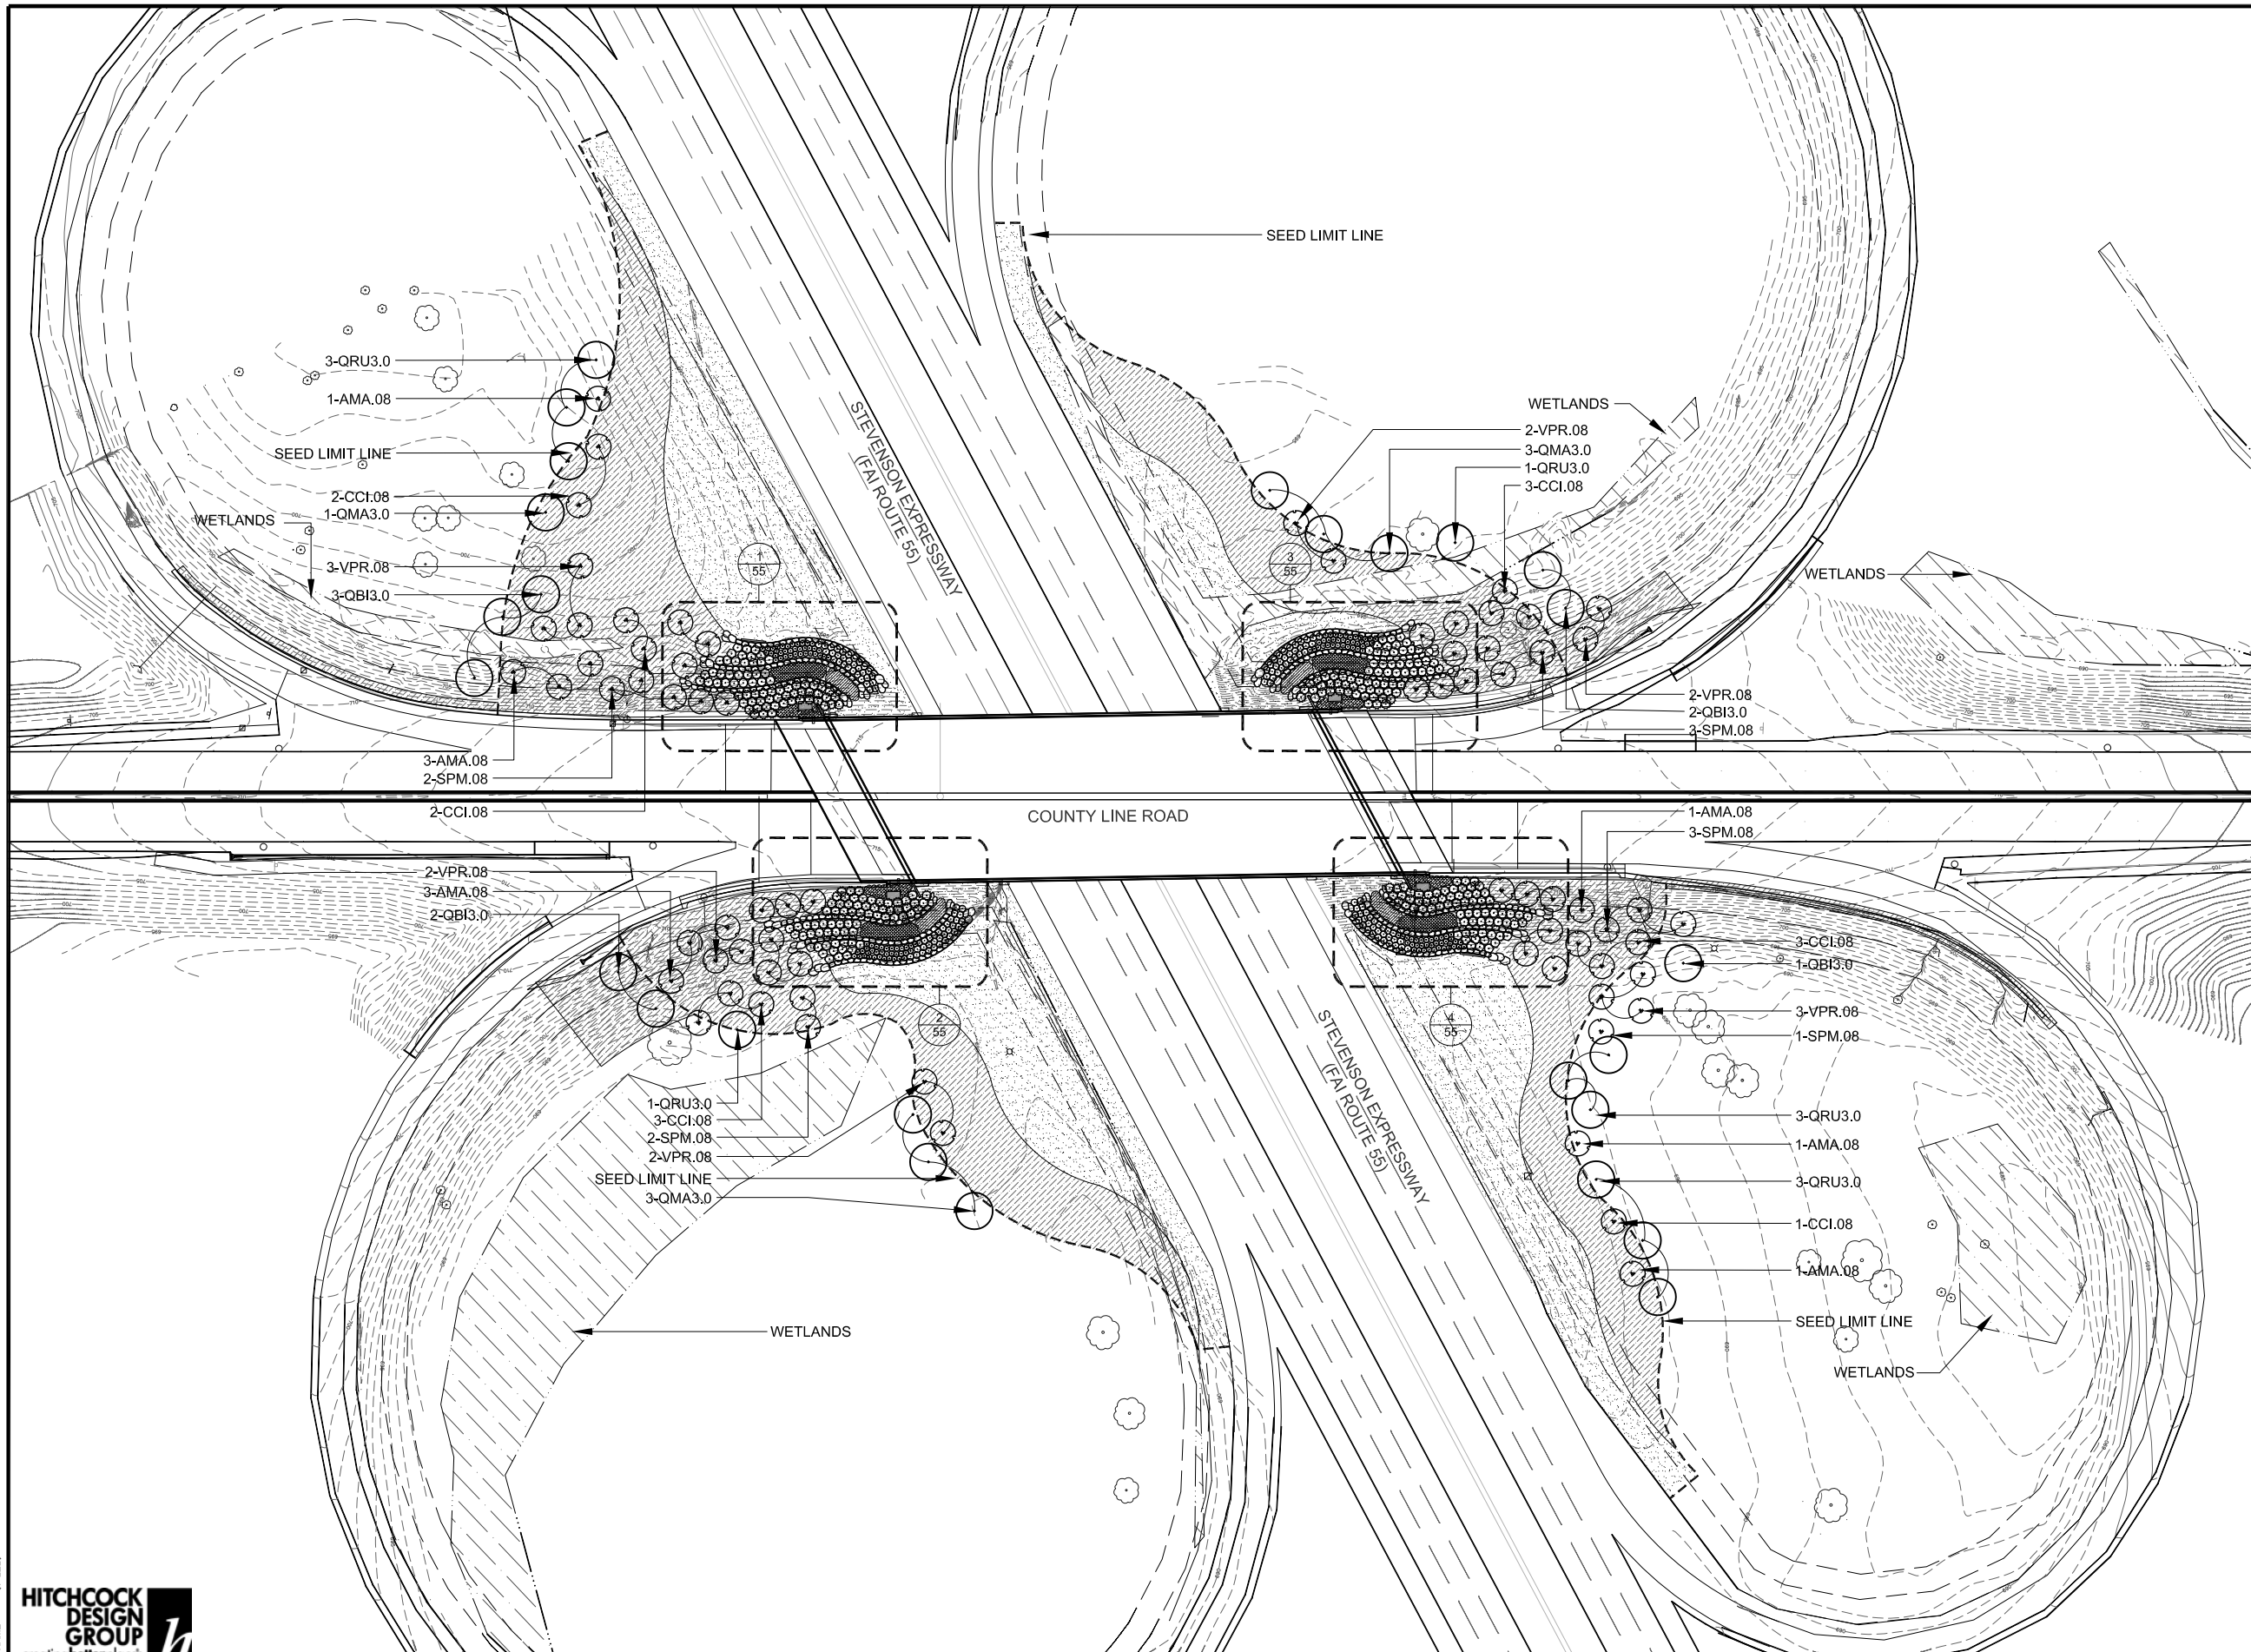 SEED LIMIT LINE
3-QRU3.0
1-AMA.08
SEED LIMIT LINE
2-CCI.08
1-QMA3.0
WETLANDS
3-VPR.08
3-QBI3.0
3-AMA.08
2-SPM.08
2-CCI.08
1
55
STEVENSON EXPRESSWAY
(FAI ROUTE 55)
WETLANDS
2-VPR.08
3-QMA3.0
1-QRU3.0
3-CCI.08
3
55
WETLANDS
2-VPR.08
2-QBI3.0
3-SPM.08
COUNTY LINE ROAD
2-VPR.08
3-AMA.08
2-QBI3.0
2
55
1-QRU3.0
3-CCI.08
2-SPM.08
2-VPR.08
SEED LIMIT LINE
3-QMA3.0
WETLANDS
1-AMA.08
3-SPM.08
3-CCI.08
1-QBI3.0
4
55
3-VPR.08
1-SPM.08
STEVENSON EXPRESSWAY
(FAI ROUTE 55)
3-QRU3.0
1-AMA.08
3-QRU3.0
1-CCI.08
1-AMA.08
SEED LIMIT LINE
WETLANDS
HITCHCOCK
DESIGN
GROUP